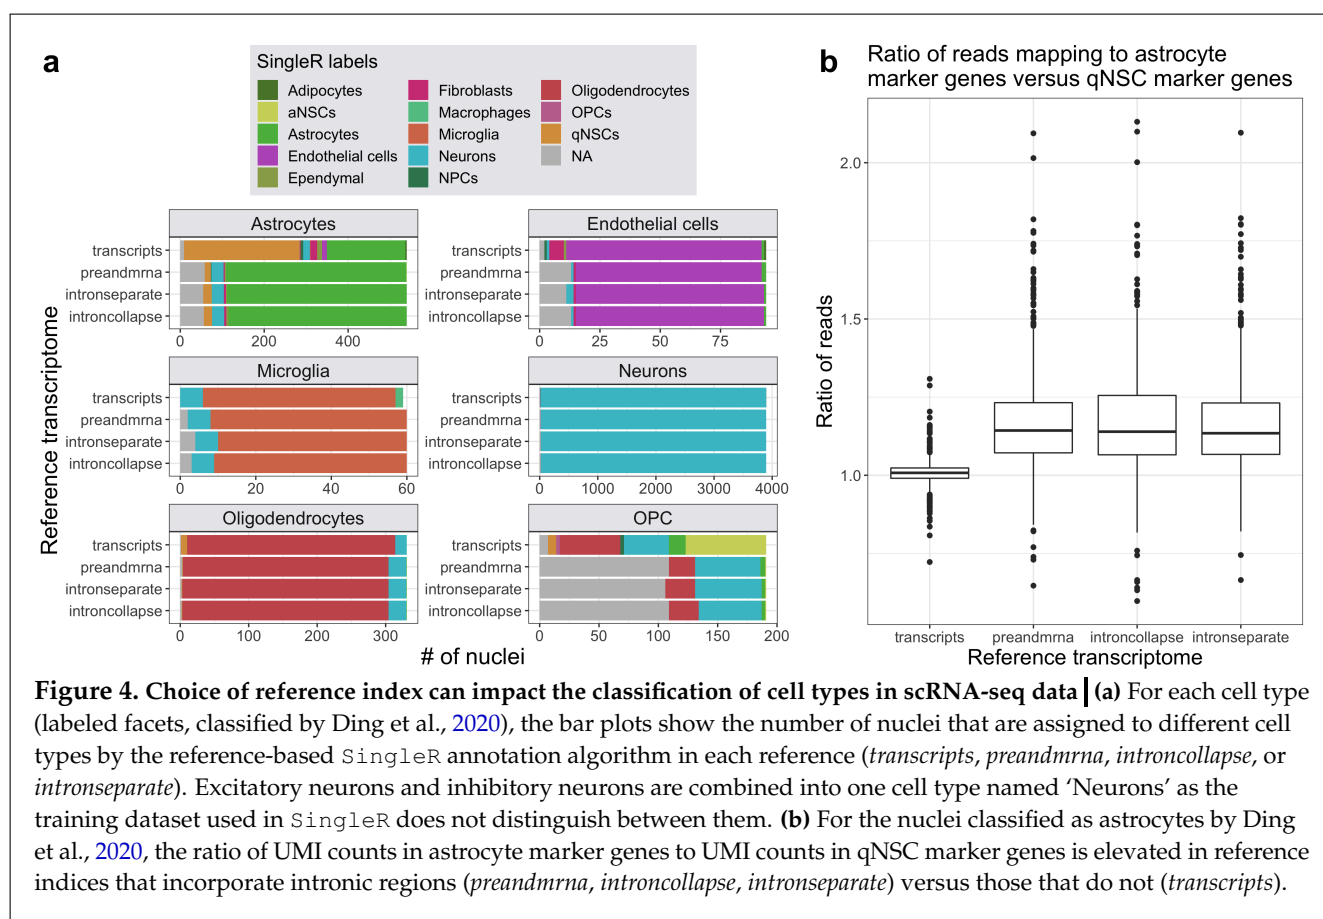 a
SingleR labels
Adipocytes
aNSCs
Astrocytes
Endothelial cells
Ependymal
Fibroblasts
Macrophages
Microglia
Neurons
NPCs
Oligodendrocytes
OPCs
qNSCs
NA
Reference transcriptome
Astrocytes
transcripts
preandmrna
intronseparate
introncollapse
0 200 400
Endothelial cells
transcripts
preandmrna
intronseparate
introncollapse
0 25 50 75
Microglia
transcripts
preandmrna
intronseparate
introncollapse
0 20 40 60
Neurons
transcripts
preandmrna
intronseparate
introncollapse
0 1000 2000 3000 4000
Oligodendrocytes
transcripts
preandmrna
intronseparate
introncollapse
0 100 200 300
OPC
transcripts
preandmrna
intronseparate
introncollapse
0 50 100 150 200
# of nuclei
b
Ratio of reads mapping to astrocyte
marker genes versus qNSC marker genes
Ratio of reads
2.0
1.5
1.0
transcripts preandmrna introncollapse intronseparate
Reference transcriptome
Figure 4. Choice of reference index can impact the classification of cell types in scRNA-seq data | (a) For each cell type
(labeled facets, classified by Ding et al., 2020), the bar plots show the number of nuclei that are assigned to different cell
types by the reference-based SingleR annotation algorithm in each reference (transcripts, preandmrna, introncollapse, or
intronseparate). Excitatory neurons and inhibitory neurons are combined into one cell type named ‘Neurons’ as the
training dataset used in SingleR does not distinguish between them. (b) For the nuclei classified as astrocytes by Ding
et al., 2020, the ratio of UMI counts in astrocyte marker genes to UMI counts in qNSC marker genes is elevated in reference
indices that incorporate intronic regions (preandmrna, introncollapse, intronseparate) versus those that do not (transcripts).